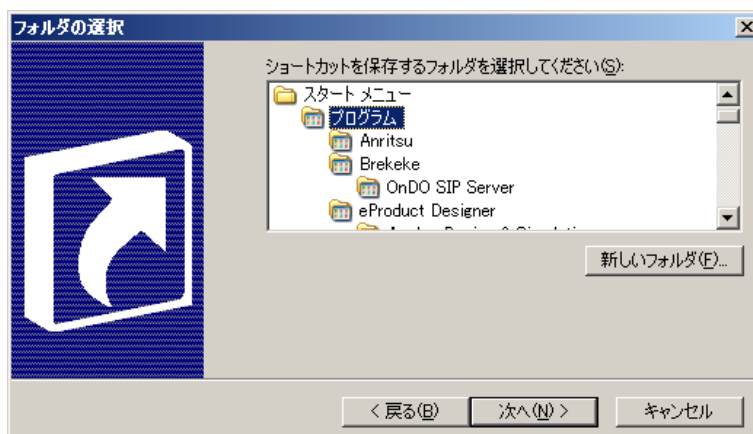 フォルダの選択
ショートカットを保存するフォルダを選択してください(S):
スタート メニュー
プログラム
Anritsu
Brekeke
OnDO SIP Server
eProduct Designer
新しいフォルダ(F)...
< 戻る(B)
次へ(N) >
キャンセル